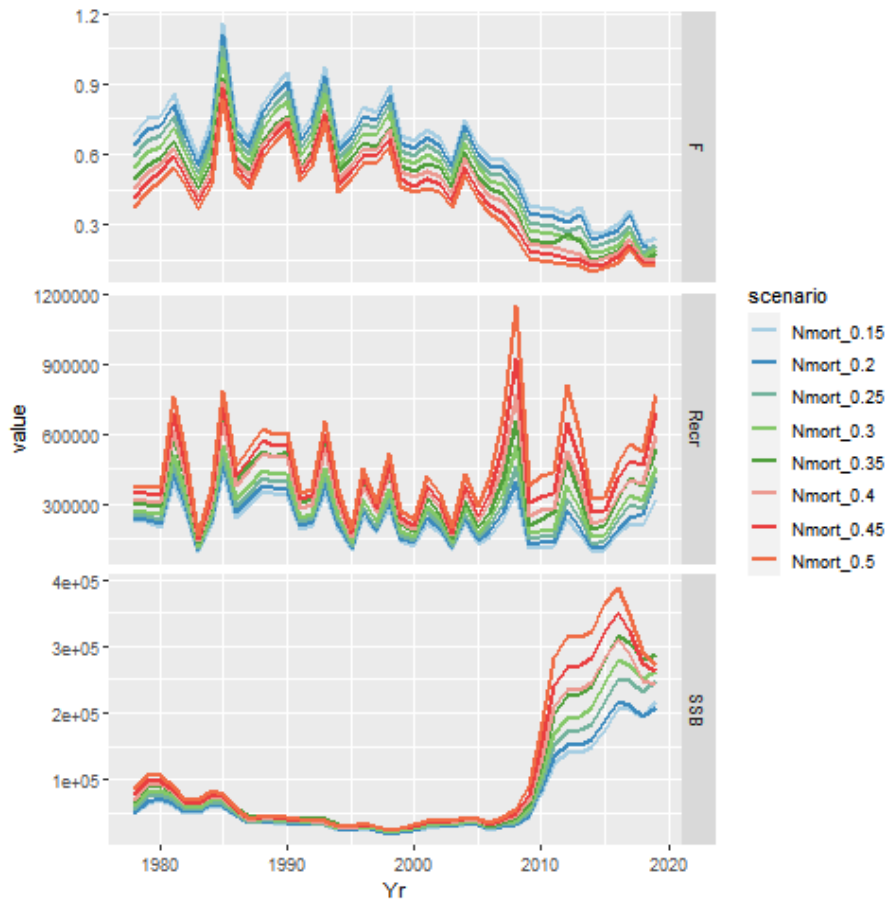 1.2
0.9
0.6
0.3
F
1200000
900000
600000
300000
Recr
4e+05
3e+05
2e+05
1e+05
SSB
value
1980
1990
2000
2010
2020
Yr
scenario
Nmort_0.15
Nmort_0.2
Nmort_0.25
Nmort_0.3
Nmort_0.35
Nmort_0.4
Nmort_0.45
Nmort_0.5